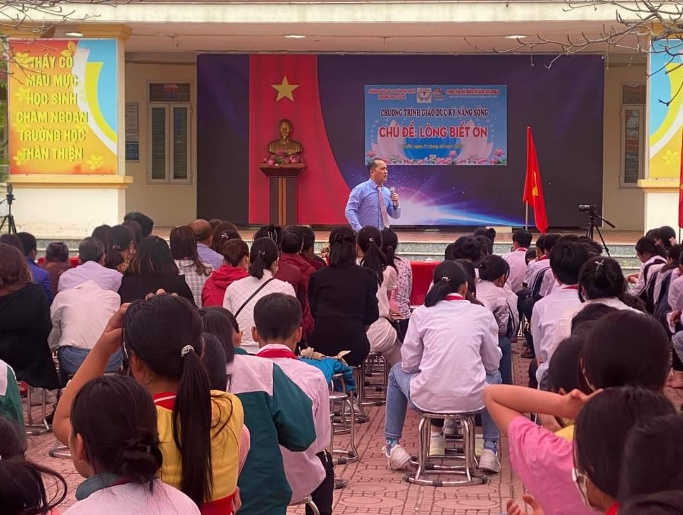 THẦY CÔ
MẪU MỰC
HỌC SINH
CHĂM NGOAN
TRƯỜNG HỌC
THÂN THIỆN
CHƯƠNG TRÌNH GIÁO DỤC KỸ NĂNG SỐNG
CHỦ ĐỀ: LÒNG BIẾT ƠN